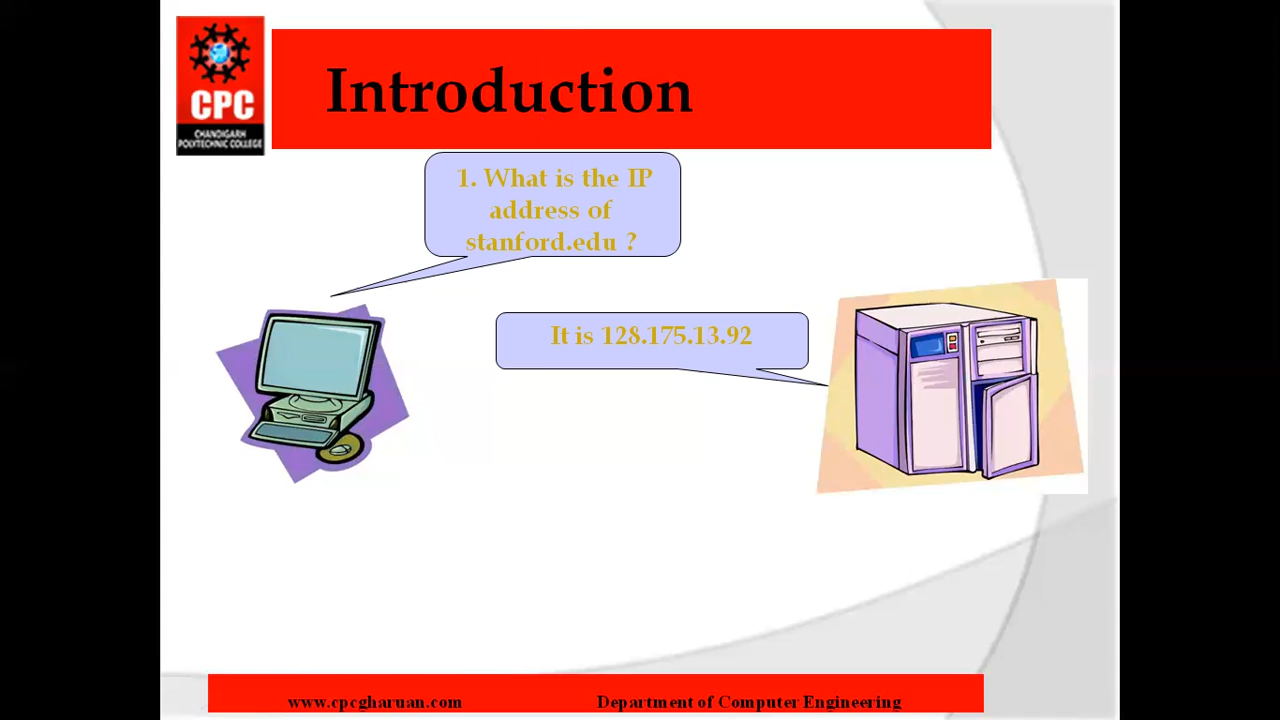 CPC
CHANDIGARH
POLYTECHNIC COLLEGE
Introduction
1. What is the IP
address of
stanford.edu ?
It is 128.175.13.92
www.cpcgharuan.com Department of Computer Engineering